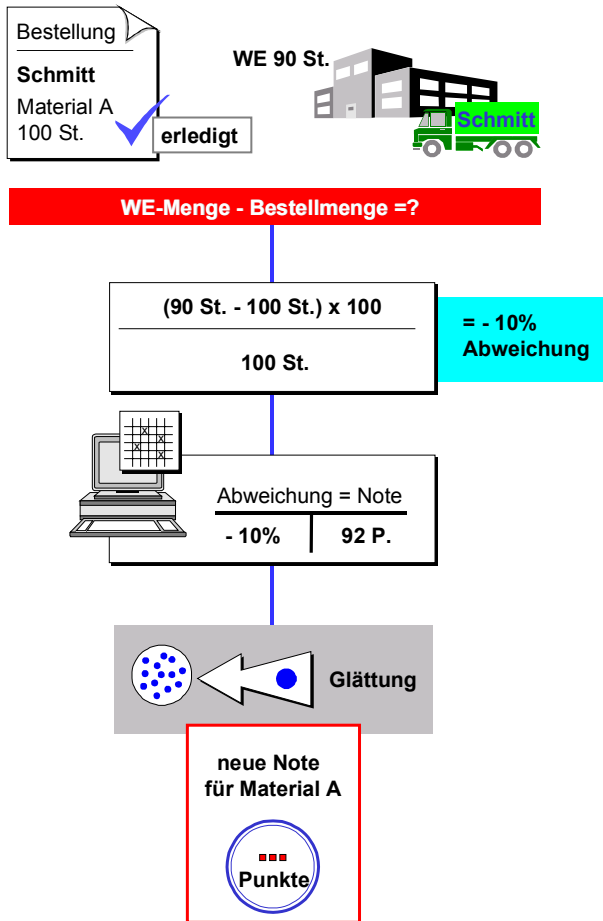 Bestellung
Schmitt
Material A
100 St.
erledigt
WE 90 St.
Schmitt
WE-Menge - Bestellmenge =?
(90 St. - 100 St.) x 100
100 St.
= - 10%
Abweichung
Abweichung = Note
- 10% 92 P.
Glättung
neue Note
für Material A
Punkte